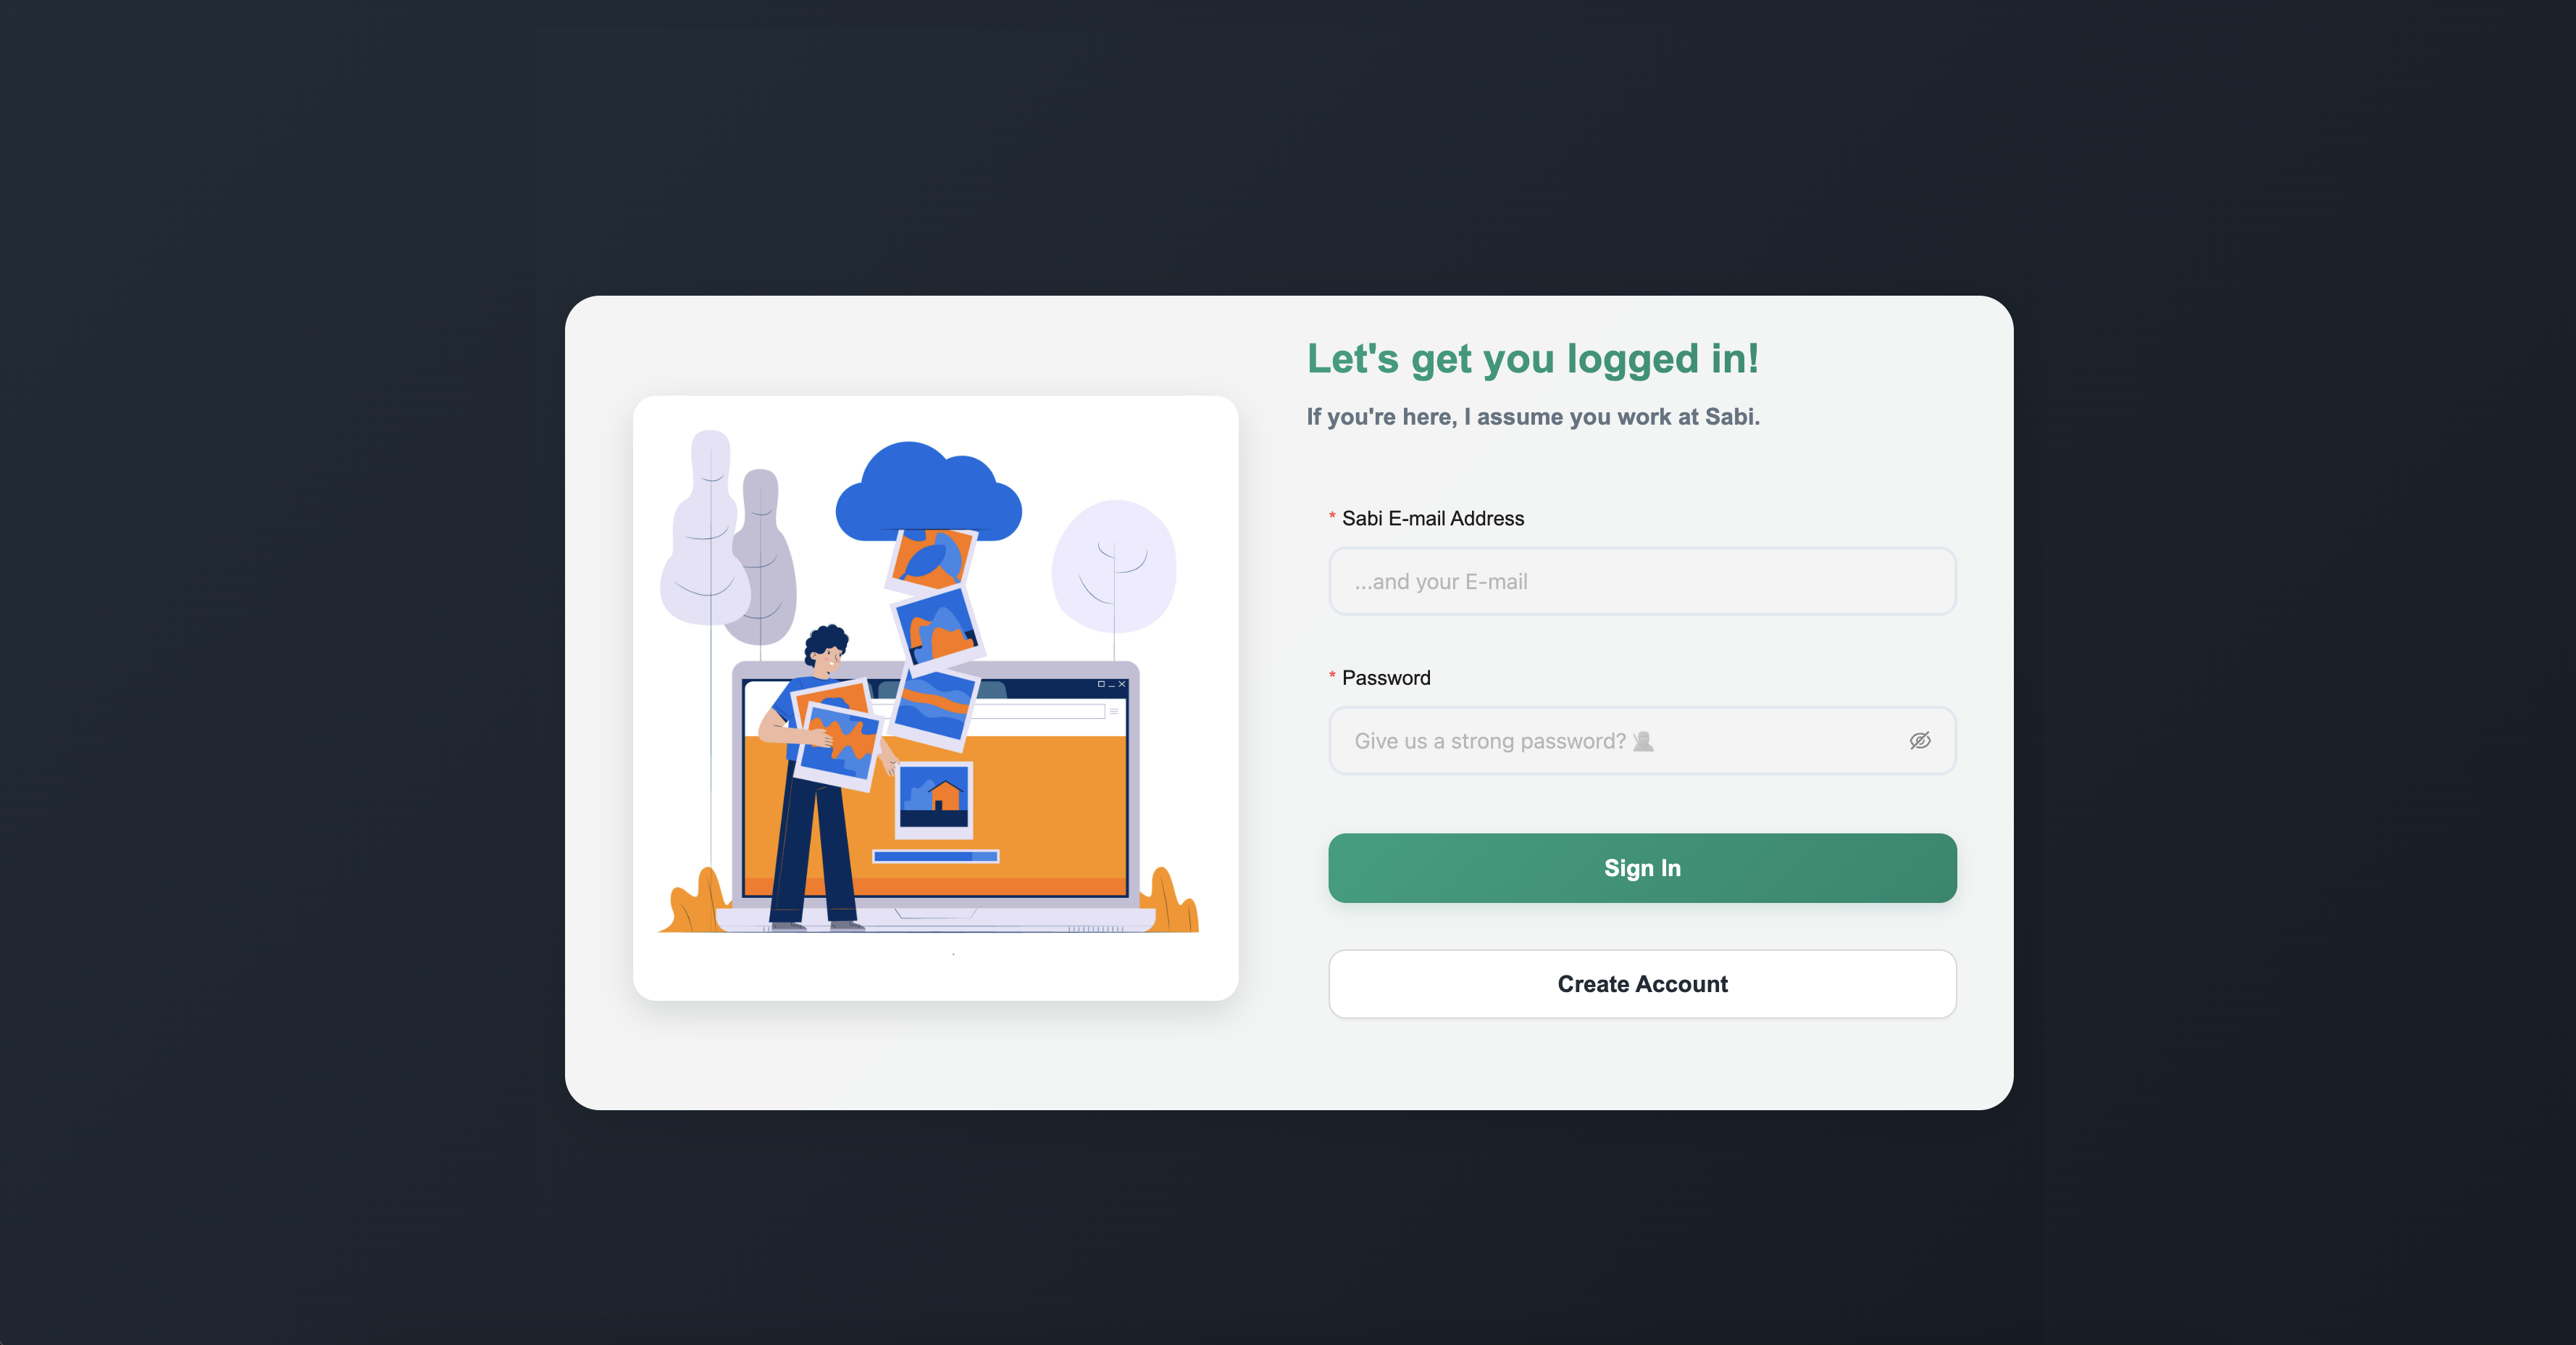 Let's get you logged in!
If you're here, I assume you work at Sabi.
* Sabi E-mail Address
...and your E-mail
* Password
Give us a strong password?
Sign In
Create Account